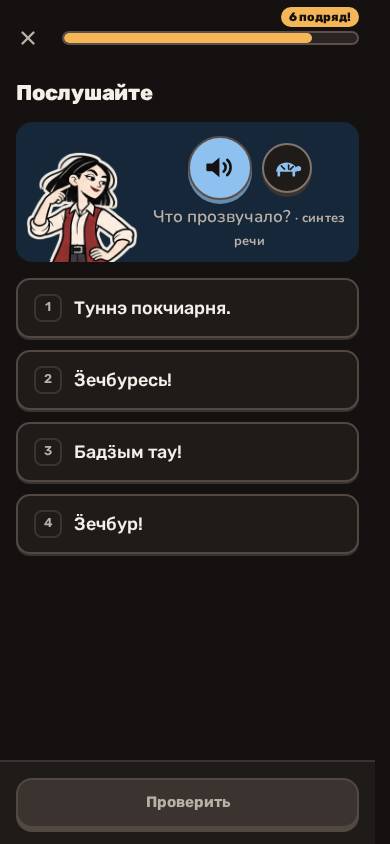 6 подряд!
Послушайте
Что прозвучало? · синтез
речи
1 Туннэ покчиарня.
2 Ӟечбуресь!
3 Бадӟым тау!
4 Ӟечбур!
Проверить